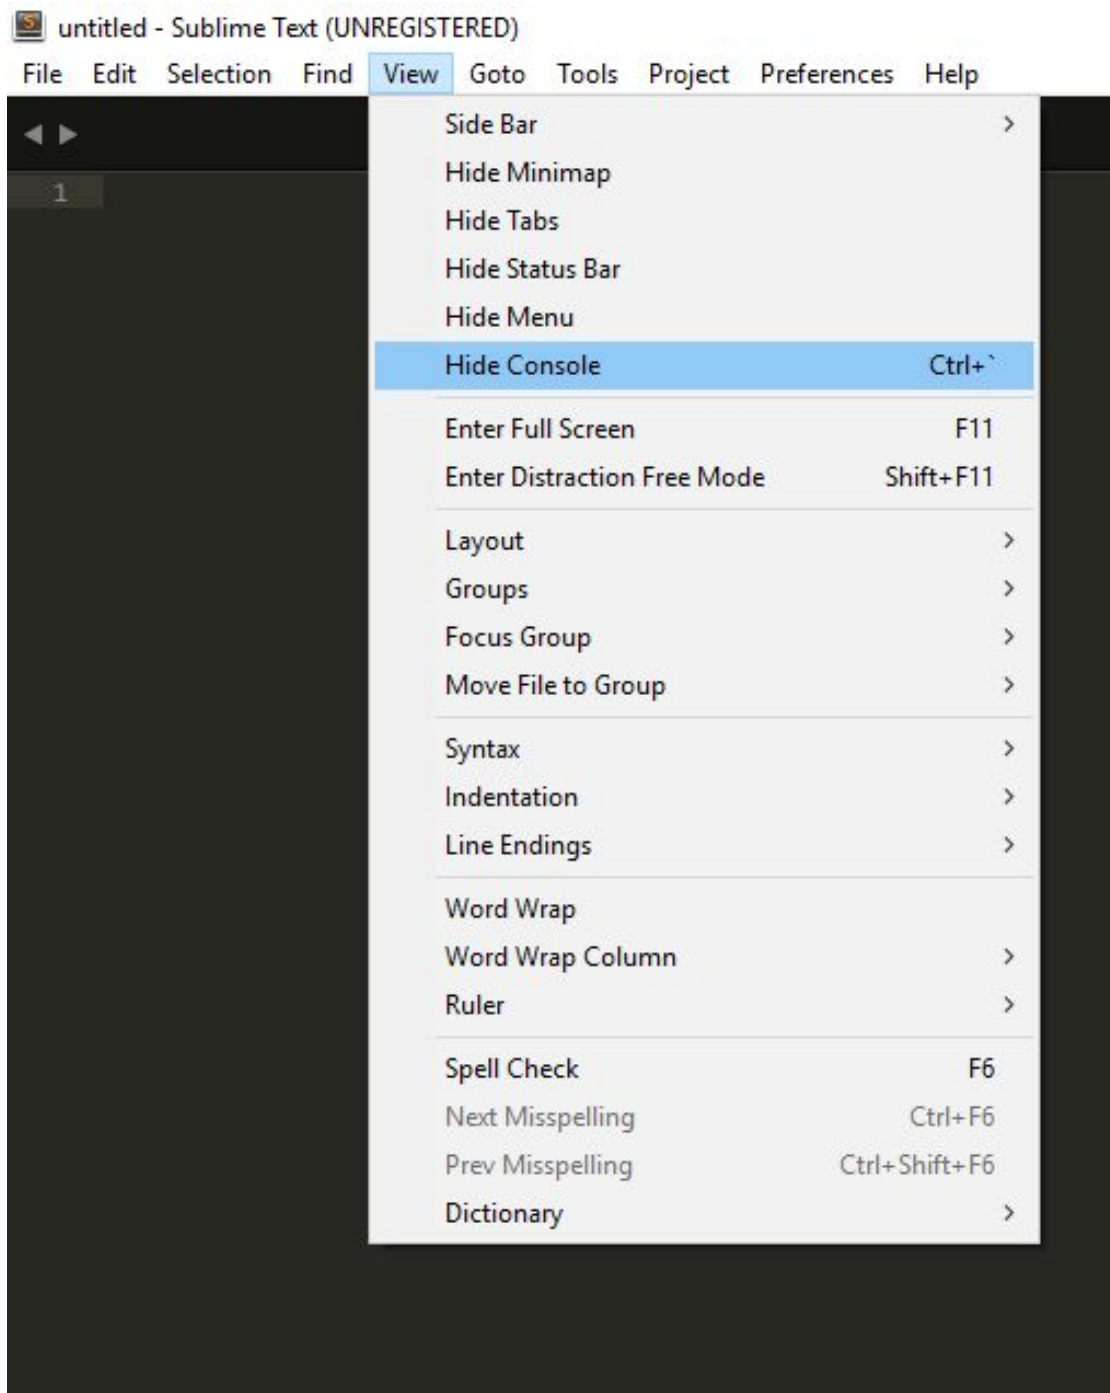 untitled - Sublime Text (UNREGISTERED)
File Edit Selection Find View Goto Tools Project Preferences Help
Side Bar
1
Hide Minimap
Hide Tabs
Hide Status Bar
Hide Menu
Hide Console Ctrl+`
Enter Full Screen F11
Enter Distraction Free Mode Shift+F11
Layout
Groups
Focus Group
Move File to Group
Syntax
Indentation
Line Endings
Word Wrap
Word Wrap Column
Ruler
Spell Check F6
Next Misspelling Ctrl+F6
Prev Misspelling Ctrl+Shift+F6
Dictionary